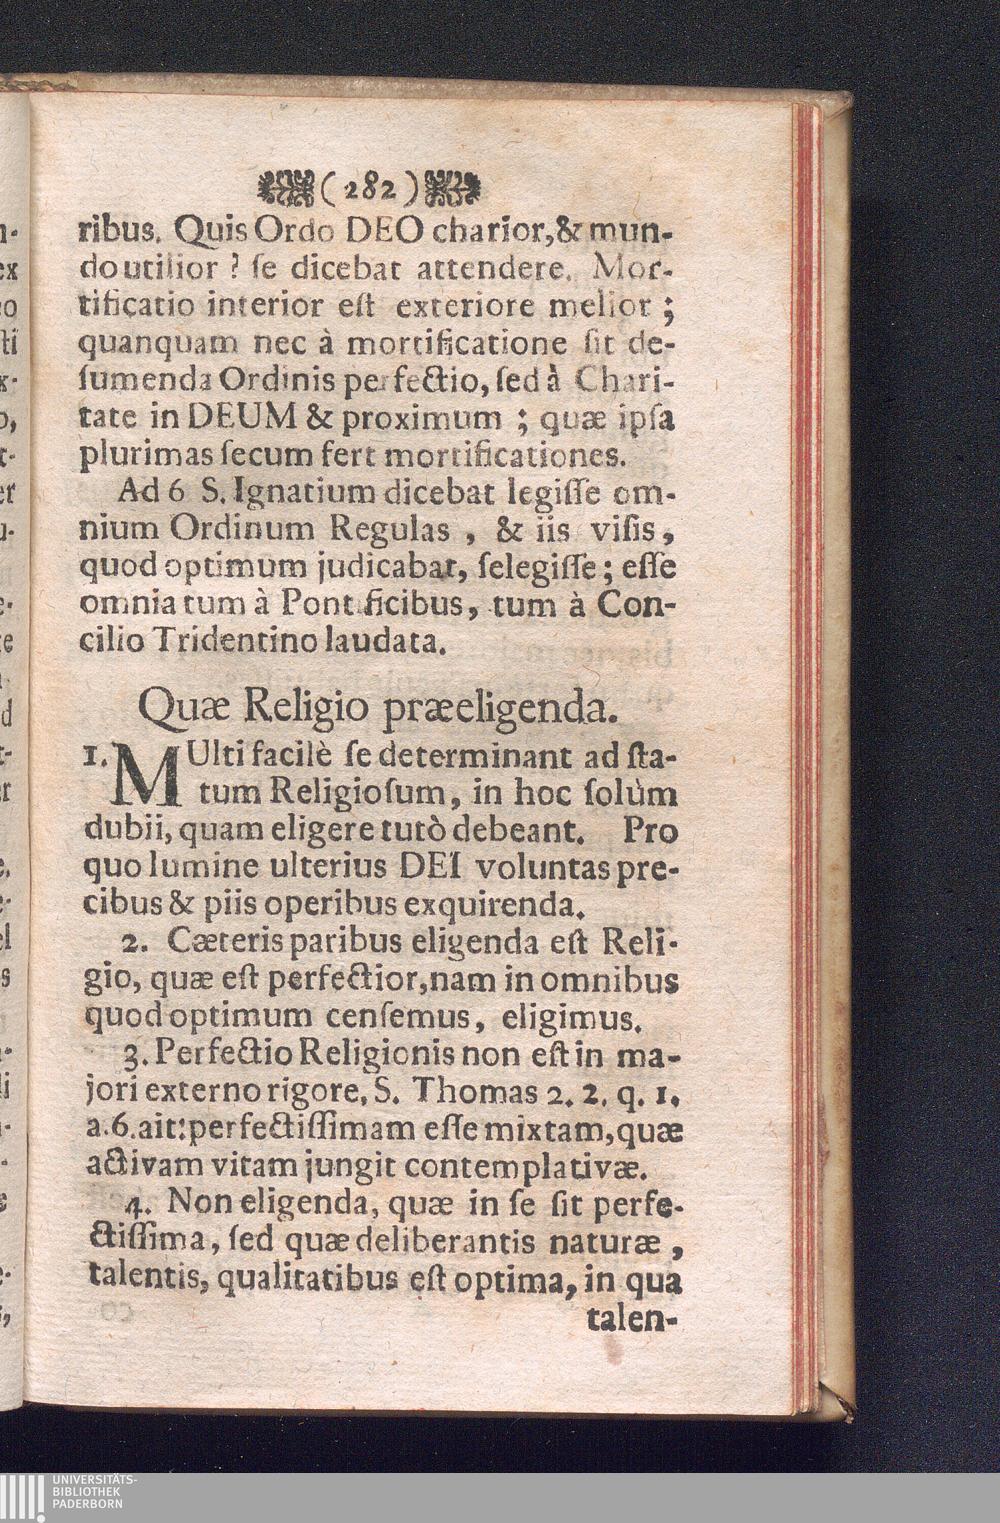 ( 282 )
ribus. Quis Ordo DEO charior, & mun-
do utilior ? ſe dicebat attendere. Mor-
tificatio interior eſt exteriore melior ;
quanquam nec à mortificatione ſit de-
ſumenda Ordinis perfectio, ſed à Chari-
tate in DEUM & proximum ; quæ ipſa
plurimas ſecum fert mortificationes.
Ad 6 S. Ignatium dicebat legiſſe om-
nium Ordinum Regulas , & iis viſis,
quod optimum judicabat, ſelegiſſe; eſſe
omnia tum à Pontificibus, tum à Con-
cilio Tridentino laudata.
Quæ Religio præeligenda.
1. MUlti facilè ſe determinant ad ſta-
tum Religioſum, in hoc ſolùm
dubii, quam eligere tutò debeant. Pro
quo lumine ulterius DEI voluntas pre-
cibus & piis operibus exquirenda.
2. Cæteris paribus eligenda eſt Reli-
gio, quæ eſt perfectior, nam in omnibus
quod optimum cenſemus, eligimus.
3. Perfectio Religionis non eſt in ma-
jori externo rigore, S. Thomas 2. 2. q. 1.
a. 6. ait: perfectiſſimam eſſe mixtam, quæ
activam vitam jungit contemplativæ.
4. Non eligenda, quæ in ſe ſit perfe-
ctiſſima, ſed quæ deliberantis naturæ ,
talentis, qualitatibus eſt optima, in qua
talen-
UNIVERSITÄTS-
BIBLIOTHEK
PADERBORN